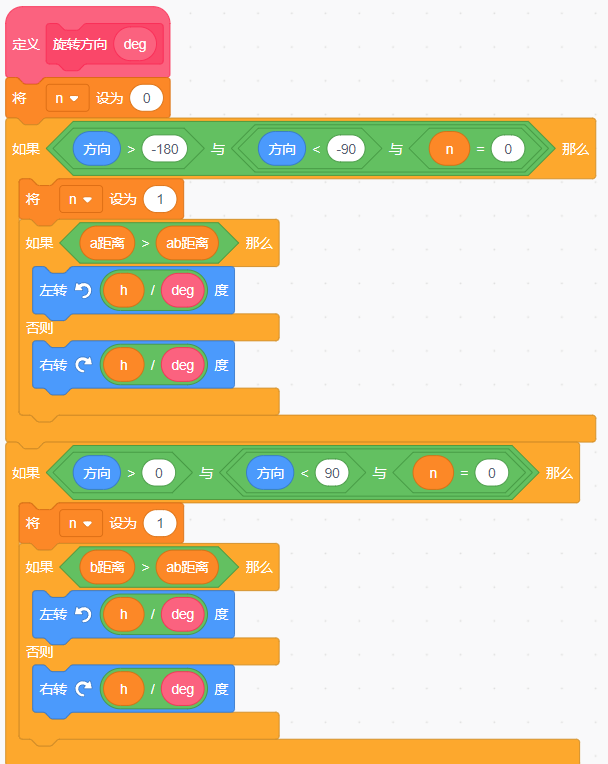 定义 旋转方向 deg
将 n 设为 0
如果 方向 > -180 与 方向 < -90 与 n = 0 那么
将 n 设为 1
如果 a距离 > ab距离 那么
左转 h / deg 度
否则
右转 h / deg 度
如果 方向 > 0 与 方向 < 90 与 n = 0 那么
将 n 设为 1
如果 b距离 > ab距离 那么
左转 h / deg 度
否则
右转 h / deg 度